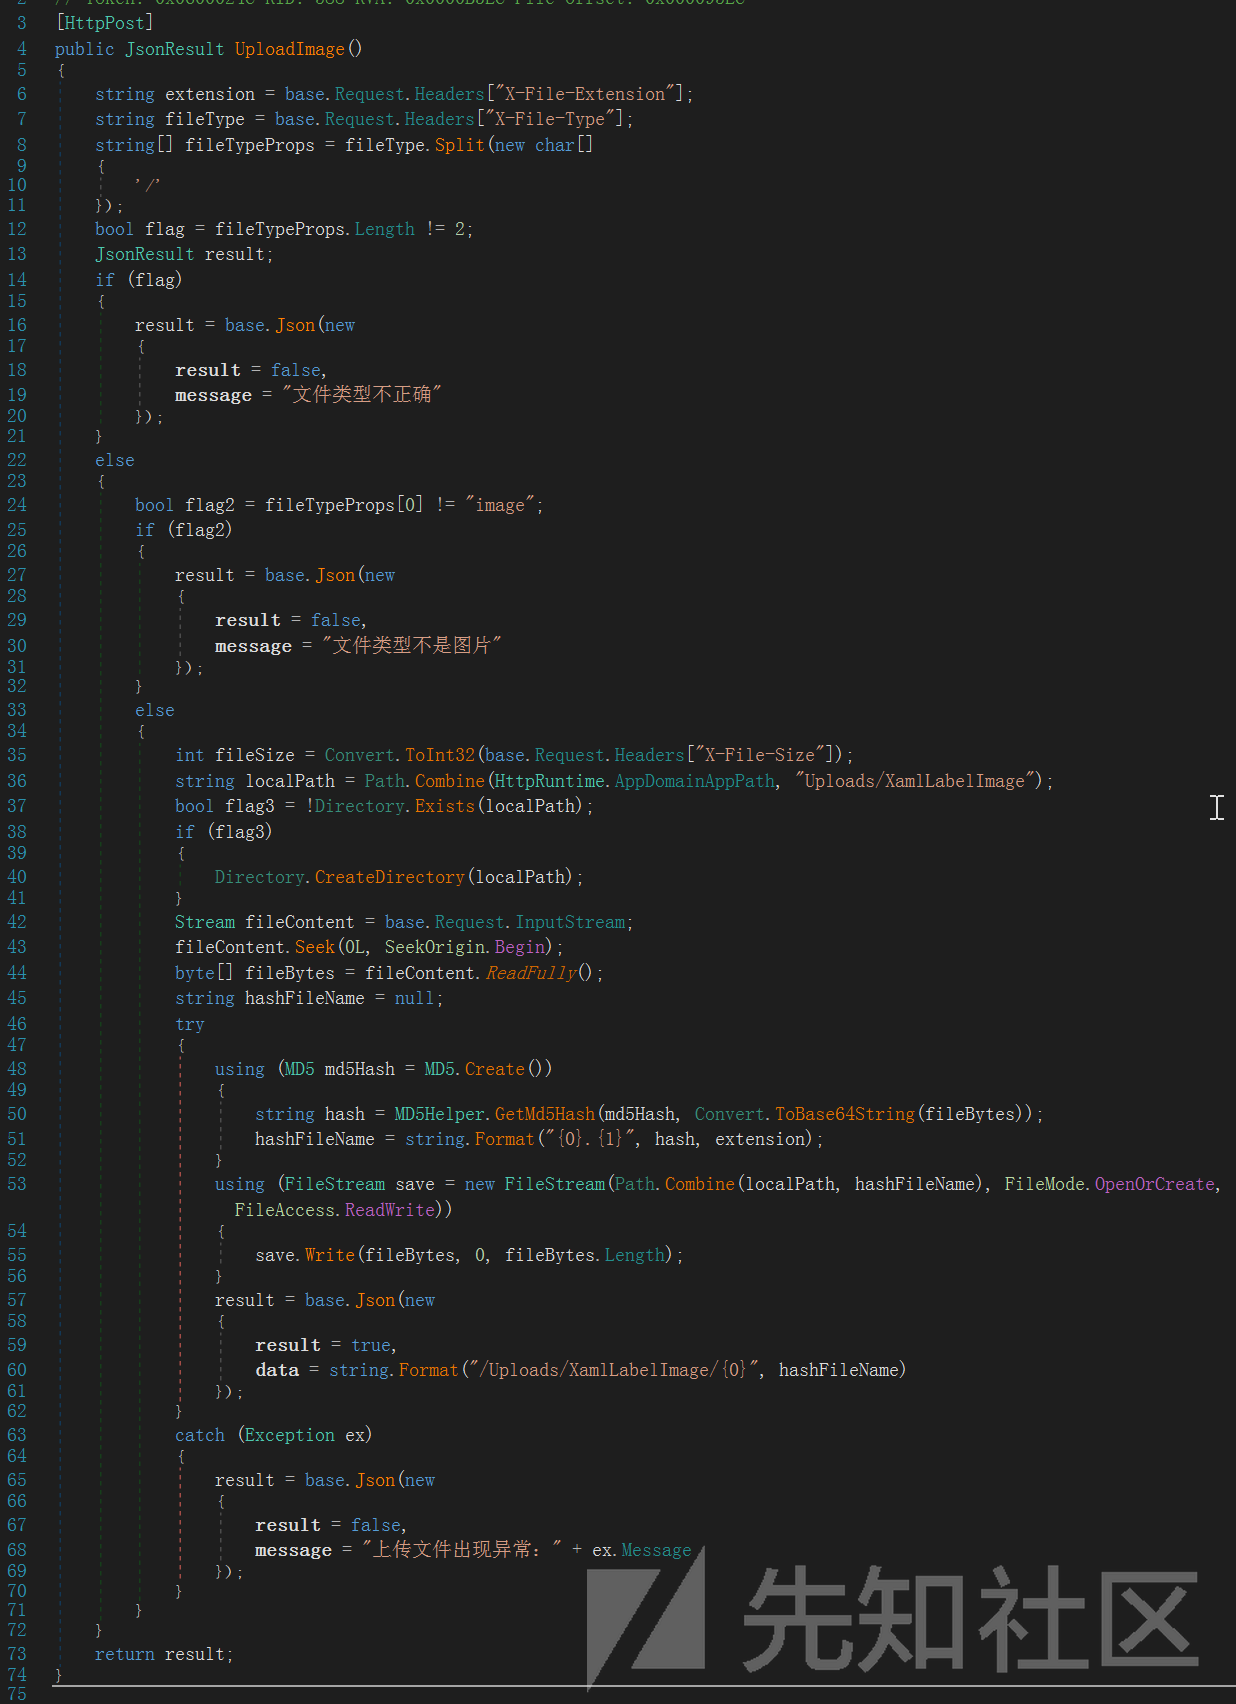 3 [HttpPost]
4 public JsonResult UploadImage()
5 {
6 string extension = base.Request.Headers["X-File-Extension"];
7 string fileType = base.Request.Headers["X-File-Type"];
8 string[] fileTypeProps = fileType.Split(new char[]
9 {
10 '/'
11 });
12 bool flag = fileTypeProps.Length != 2;
13 JsonResult result;
14 if (flag)
15 {
16 result = base.Json(new
17 {
18 result = false,
19 message = "文件类型不正确"
20 });
21 }
22 else
23 {
24 bool flag2 = fileTypeProps[0] != "image";
25 if (flag2)
26 {
27 result = base.Json(new
28 {
29 result = false,
30 message = "文件类型不是图片"
31 });
32 }
33 else
34 {
35 int fileSize = Convert.ToInt32(base.Request.Headers["X-File-Size"]);
36 string localPath = Path.Combine(HttpRuntime.AppDomainAppPath, "Uploads/XamlLabelImage");
37 bool flag3 = !Directory.Exists(localPath);
38 if (flag3)
39 {
40 Directory.CreateDirectory(localPath);
41 }
42 Stream fileContent = base.Request.InputStream;
43 fileContent.Seek(0L, SeekOrigin.Begin);
44 byte[] fileBytes = fileContent.ReadFully();
45 string hashFileName = null;
46 try
47 {
48 using (MD5 md5Hash = MD5.Create())
49 {
50 string hash = MD5Helper.GetMd5Hash(md5Hash, Convert.ToBase64String(fileBytes));
51 hashFileName = string.Format("{0}.{1}", hash, extension);
52 }
53 using (FileStream save = new FileStream(Path.Combine(localPath, hashFileName), FileMode.OpenOrCreate,
FileAccess.ReadWrite))
54 {
55 save.Write(fileBytes, 0, fileBytes.Length);
56 }
57 result = base.Json(new
58 {
59 result = true,
60 data = string.Format("/Uploads/XamlLabelImage/{0}", hashFileName)
61 });
62 }
63 catch (Exception ex)
64 {
65 result = base.Json(new
66 {
67 result = false,
68 message = "上传文件出现异常：" + ex.Message
69 });
70 }
71 }
72 }
73 return result;
74 }
75
先知社区